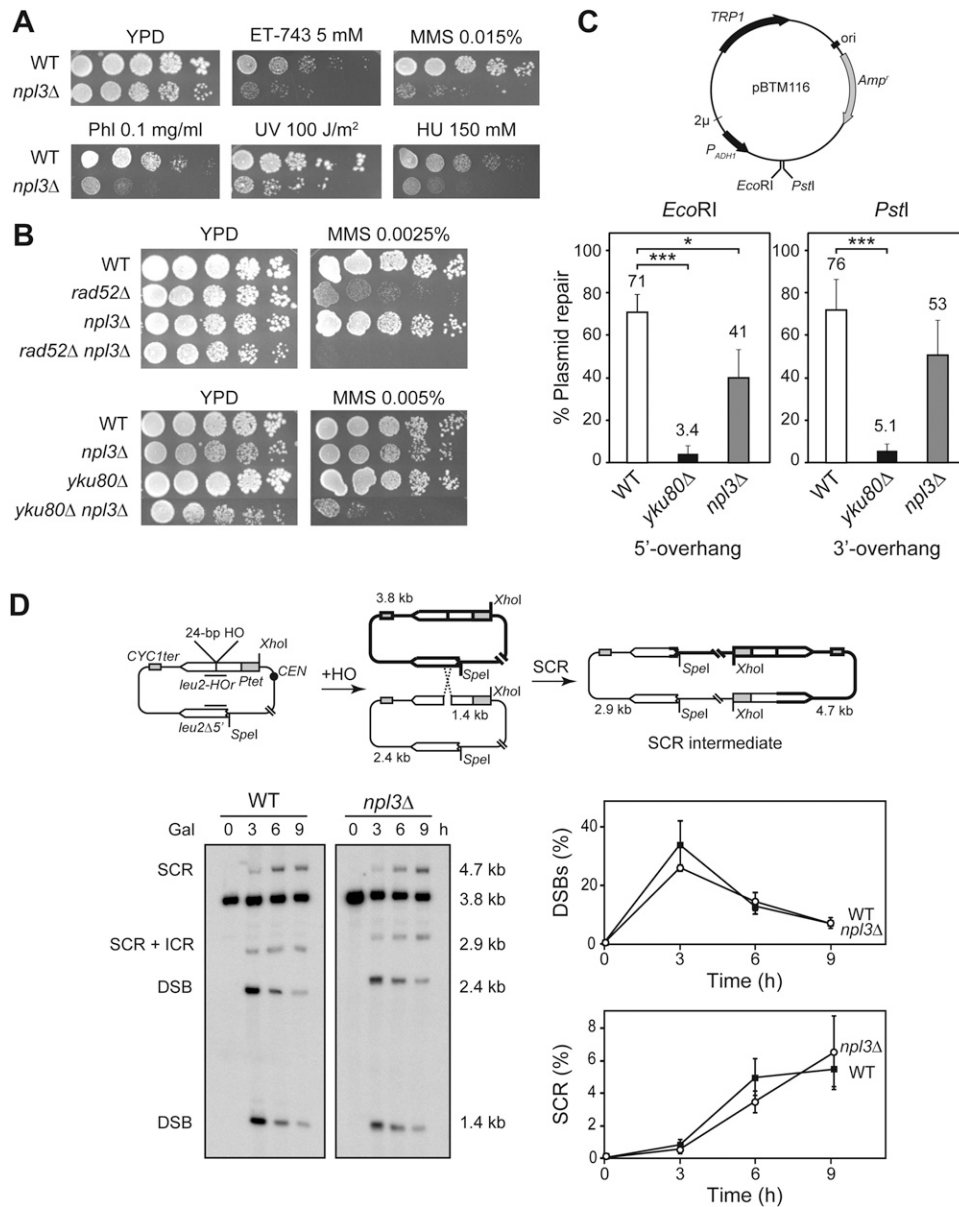 A
YPD
ET-743 5 mM
MMS 0.015%
WT
npl3Δ
Phl 0.1 mg/ml
UV 100 J/m²
HU 150 mM
WT
npl3Δ
B
YPD
MMS 0.0025%
WT
rad52Δ
npl3Δ
rad52Δ npl3Δ
YPD
MMS 0.005%
WT
npl3Δ
yku80Δ
yku80Δ npl3Δ
C
TRP1
ori
Ampʳ
pBTM116
2μ
P_ADH1
EcoRI
PstI
EcoRI
PstI
% Plasmid repair
100
80
60
40
20
0
*
***
71
3.4
41
WT
yku80Δ
npl3Δ
5'-overhang
***
76
5.1
53
WT
yku80Δ
npl3Δ
3'-overhang
D
24-bp HO
XhoI
CYC1ter
leu2-HOr
Ptet
CEN
leu2Δ5'
SpeI
+HO
3.8 kb
XhoI
SpeI
XhoI
1.4 kb
2.4 kb
SpeI
SCR
SpeI
XhoI
2.9 kb
SpeI
XhoI
4.7 kb
SCR intermediate
WT
npl3Δ
Gal
0 3 6 9
0 3 6 9 h
SCR
4.7 kb
3.8 kb
SCR + ICR
2.9 kb
DSB
2.4 kb
DSB
1.4 kb
DSBs (%)
40
20
0
WT
npl3Δ
0 3 6 9
Time (h)
SCR (%)
8
6
4
2
0
npl3Δ
WT
0 3 6 9
Time (h)